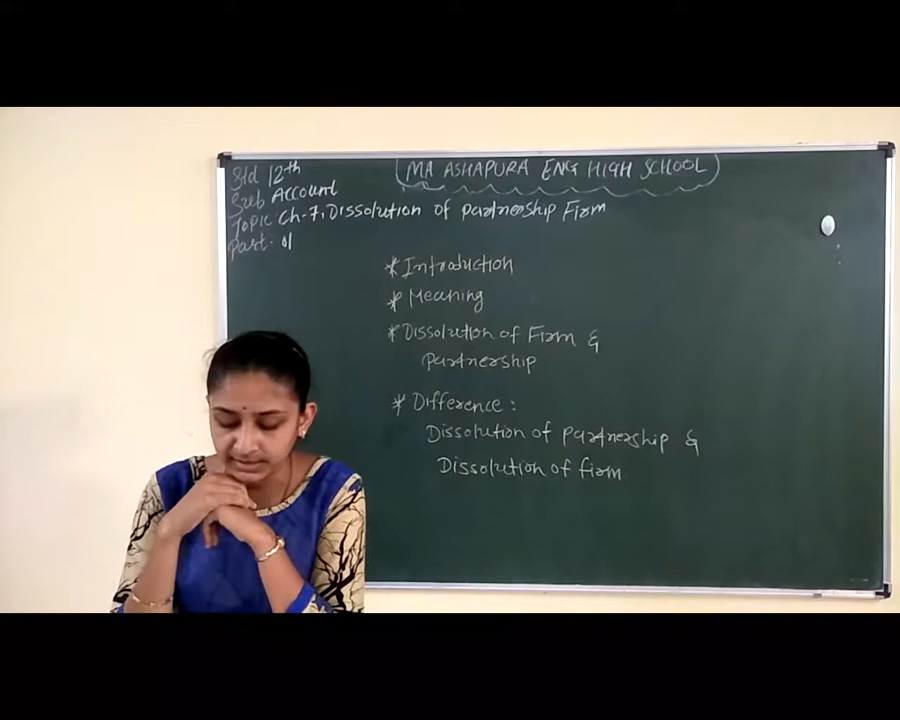 MA ASHAPURA ENG HIGH SCHOOL
Std 12th
Sub Account
Topic Ch-7, Dissolution of partnership Firm
Part - 01
* Introduction
* Meaning
* Dissolution of Firm &
Partnership
* Difference :
Dissolution of partnership &
Dissolution of firm